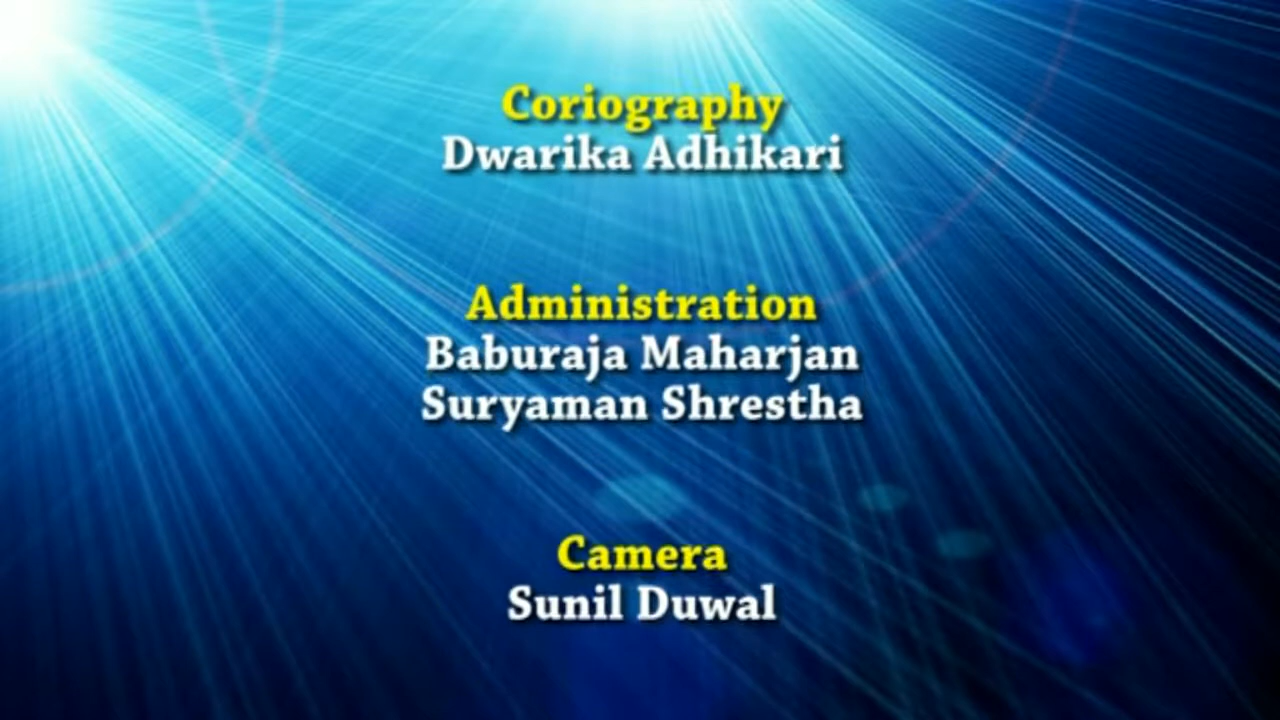 Coriography
Dwarika Adhikari
Administration
Baburaja Maharjan
Suryaman Shrestha
Camera
Sunil Duwal